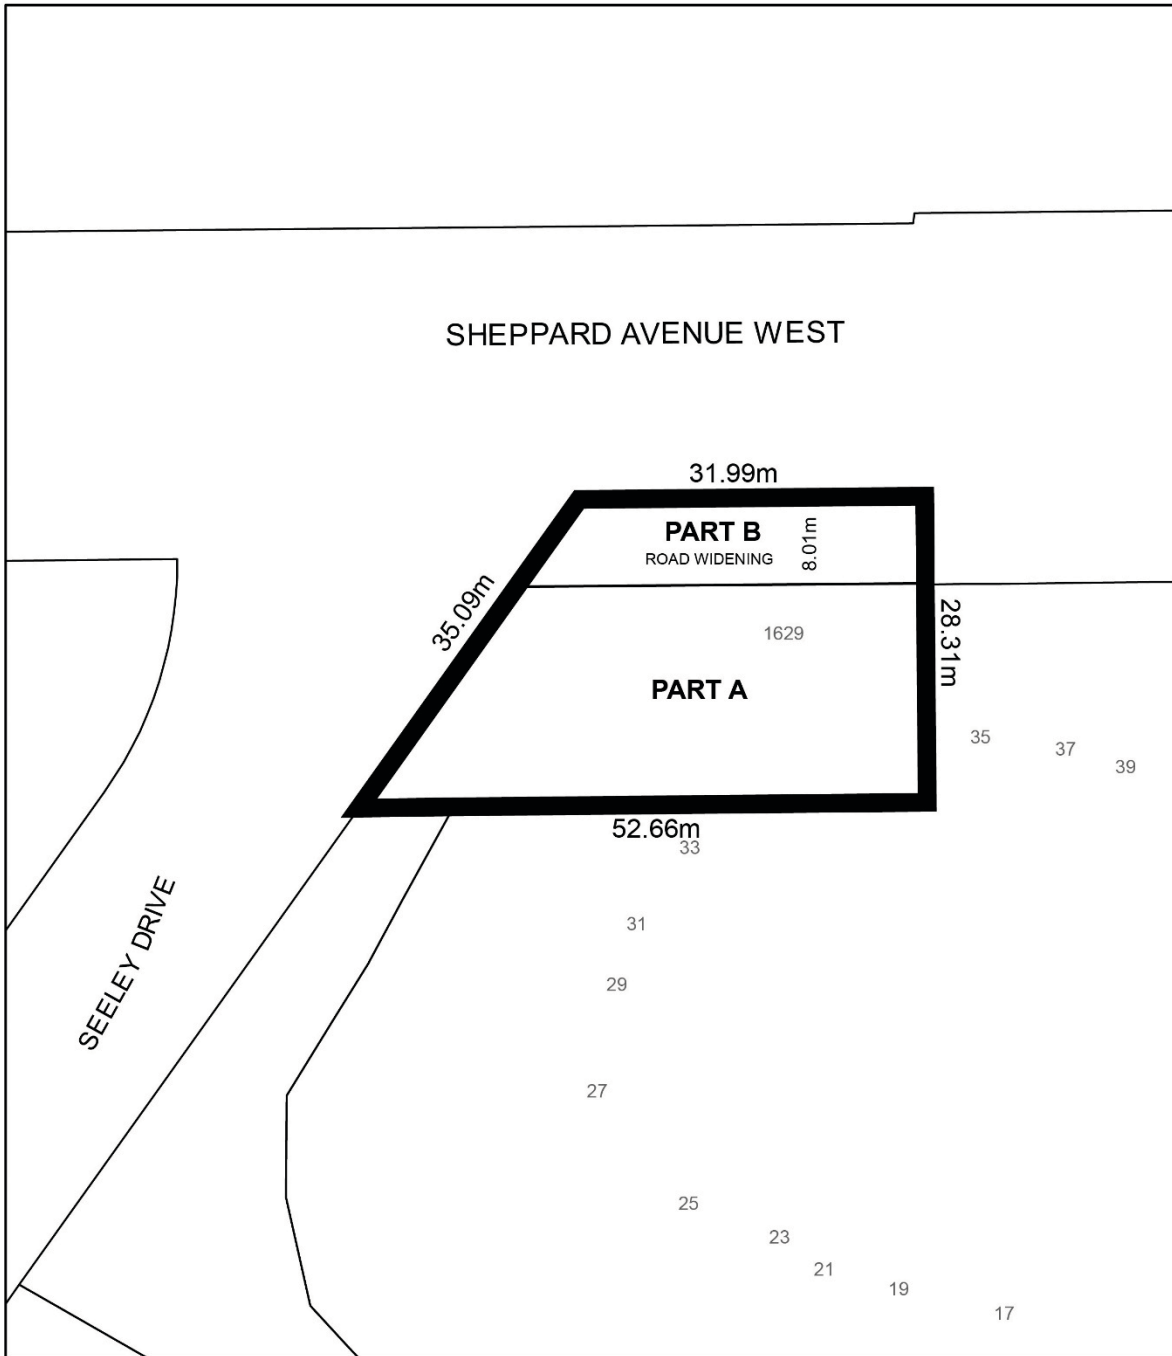 SHEPPARD AVENUE WEST
31.99m
PART B
ROAD WIDENING
8.01m
35.09m
28.31m
1629
PART A
35
37
39
52.66m
33
31
29
SEELEY DRIVE
27
25
23
21
19
17